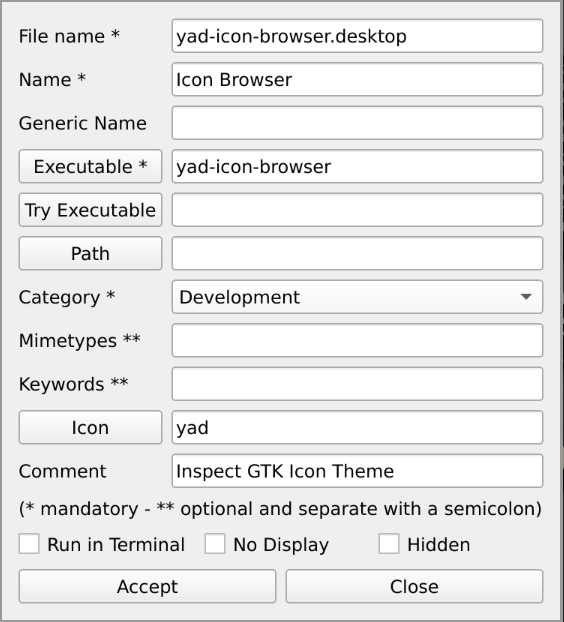 File name * yad-icon-browser.desktop
Name * Icon Browser
Generic Name
Executable * yad-icon-browser
Try Executable
Path
Category * Development
Mimetypes **
Keywords **
Icon yad
Comment Inspect GTK Icon Theme
(* mandatory - ** optional and separate with a semicolon)
Run in Terminal No Display Hidden
Accept Close